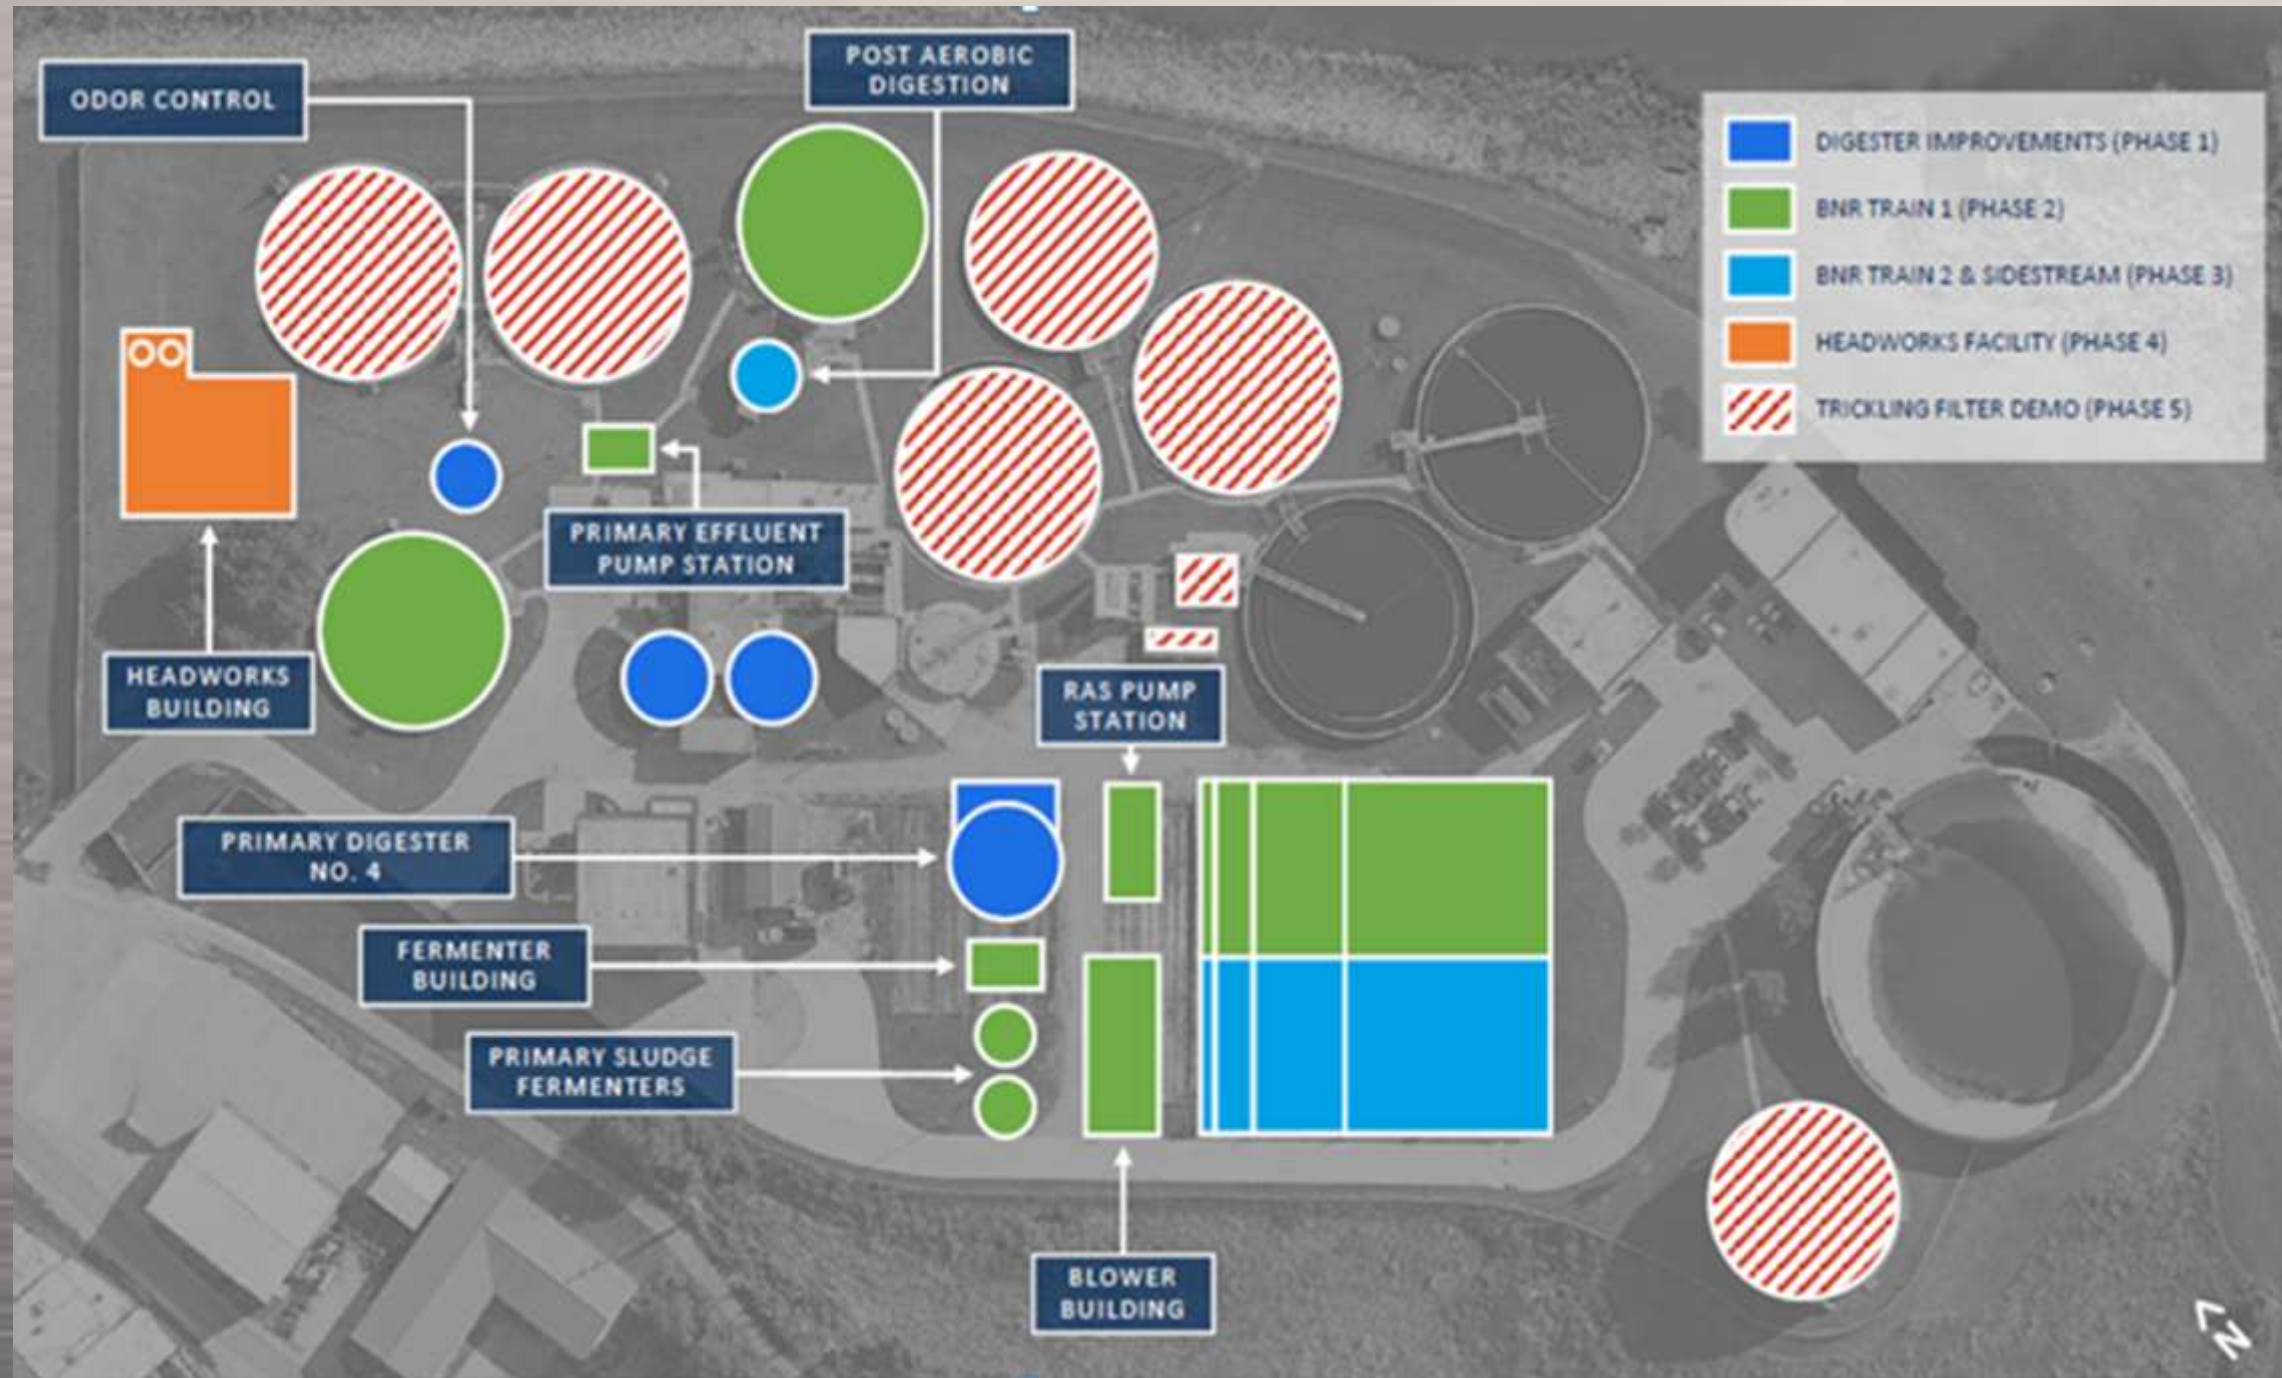 ODOR CONTROL
POST AEROBIC
DIGESTION
DIGESTER IMPROVEMENTS (PHASE 1)
BNR TRAIN 1 (PHASE 2)
BNR TRAIN 2 & SIDESTREAM (PHASE 3)
HEADWORKS FACILITY (PHASE 4)
TRICKLING FILTER DEMO (PHASE 5)
PRIMARY EFFLUENT
PUMP STATION
HEADWORKS
BUILDING
RAS PUMP
STATION
PRIMARY DIGESTER
NO. 4
FERMENTER
BUILDING
PRIMARY SLUDGE
FERMENTERS
BLOWER
BUILDING
N